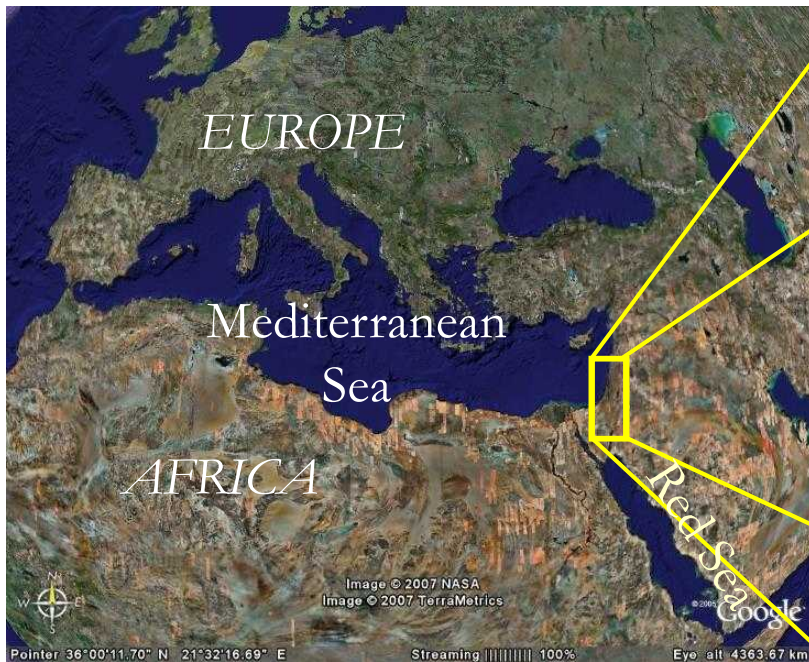 EUROPE
Mediterranean
Sea
AFRICA
Red Sea
N
W E
S
Image © 2007 NASA
Image © 2007 TerraMetrics
Google
Pointer 36°00'11.70" N 21°32'16.69" E Streaming |||||||||| 100% Eye alt 4363.67 km